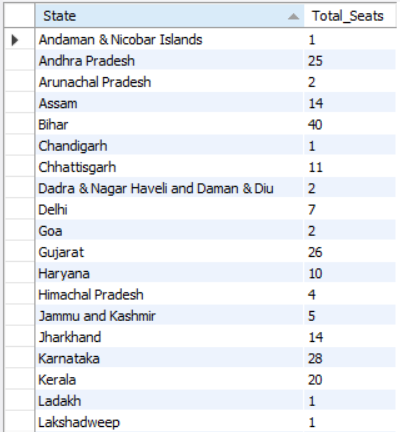 State Total_Seats
Andaman & Nicobar Islands 1
Andhra Pradesh 25
Arunachal Pradesh 2
Assam 14
Bihar 40
Chandigarh 1
Chhattisgarh 11
Dadra & Nagar Haveli and Daman & Diu 2
Delhi 7
Goa 2
Gujarat 26
Haryana 10
Himachal Pradesh 4
Jammu and Kashmir 5
Jharkhand 14
Karnataka 28
Kerala 20
Ladakh 1
Lakshadweep 1